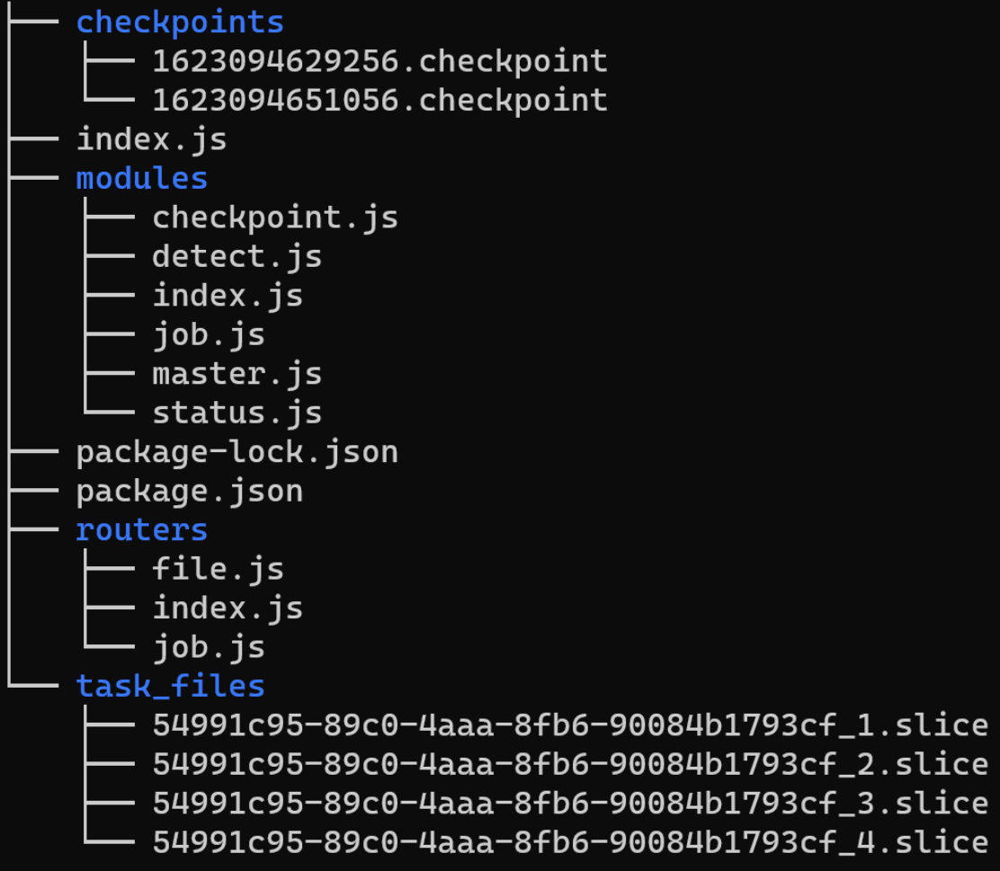 checkpoints
1623094629256.checkpoint
1623094651056.checkpoint
index.js
modules
checkpoint.js
detect.js
index.js
job.js
master.js
status.js
package-lock.json
package.json
routers
file.js
index.js
job.js
task_files
54991c95-89c0-4aaa-8fb6-90084b1793cf_1.slice
54991c95-89c0-4aaa-8fb6-90084b1793cf_2.slice
54991c95-89c0-4aaa-8fb6-90084b1793cf_3.slice
54991c95-89c0-4aaa-8fb6-90084b1793cf_4.slice